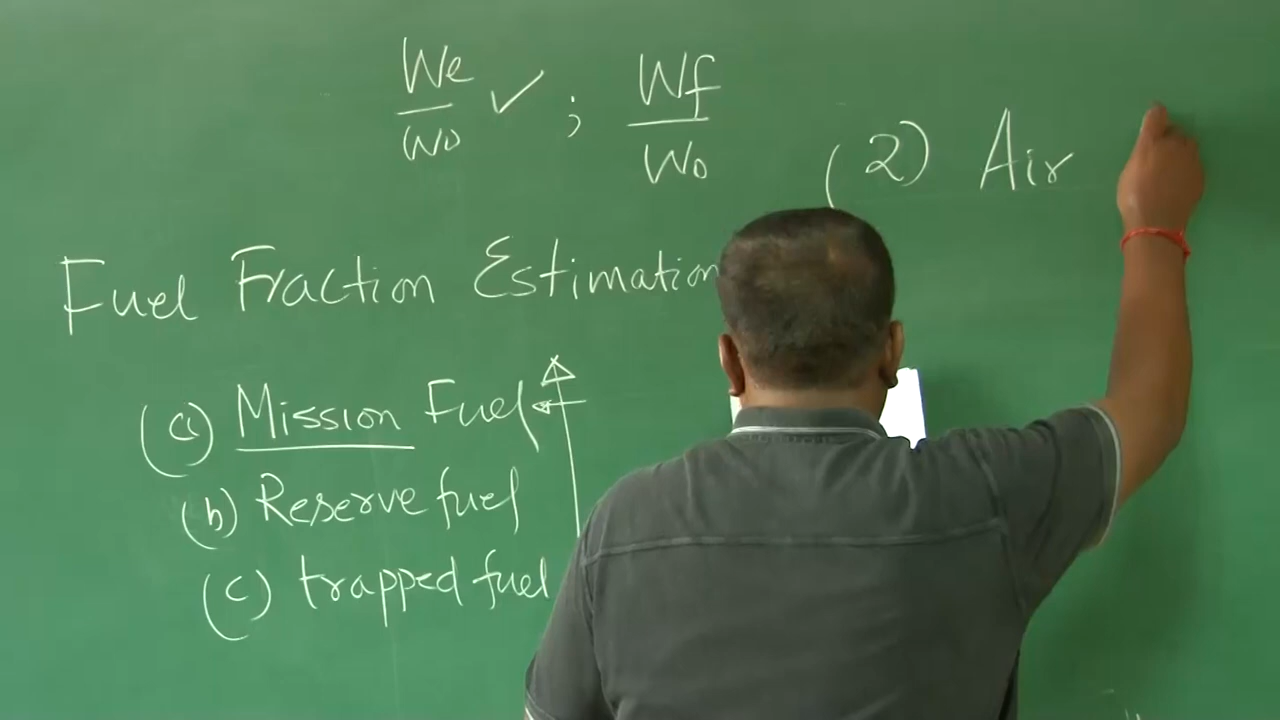 We/Wo ✓ ; Wf/Wo
(2) Air
Fuel Fraction Estimation
(a) Mission Fuel
(b) Reserve fuel
(c) trapped fuel